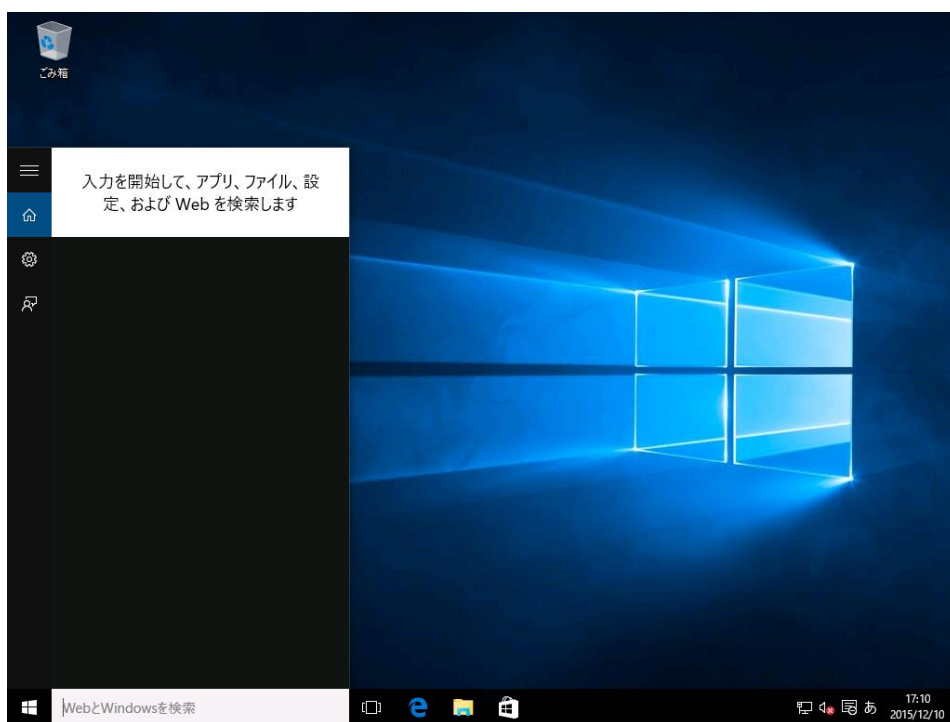 ごみ箱
入力を開始して、アプリ、ファイル、設
定、および Web を検索します
WebとWindowsを検索
あ
17:10
2015/12/10